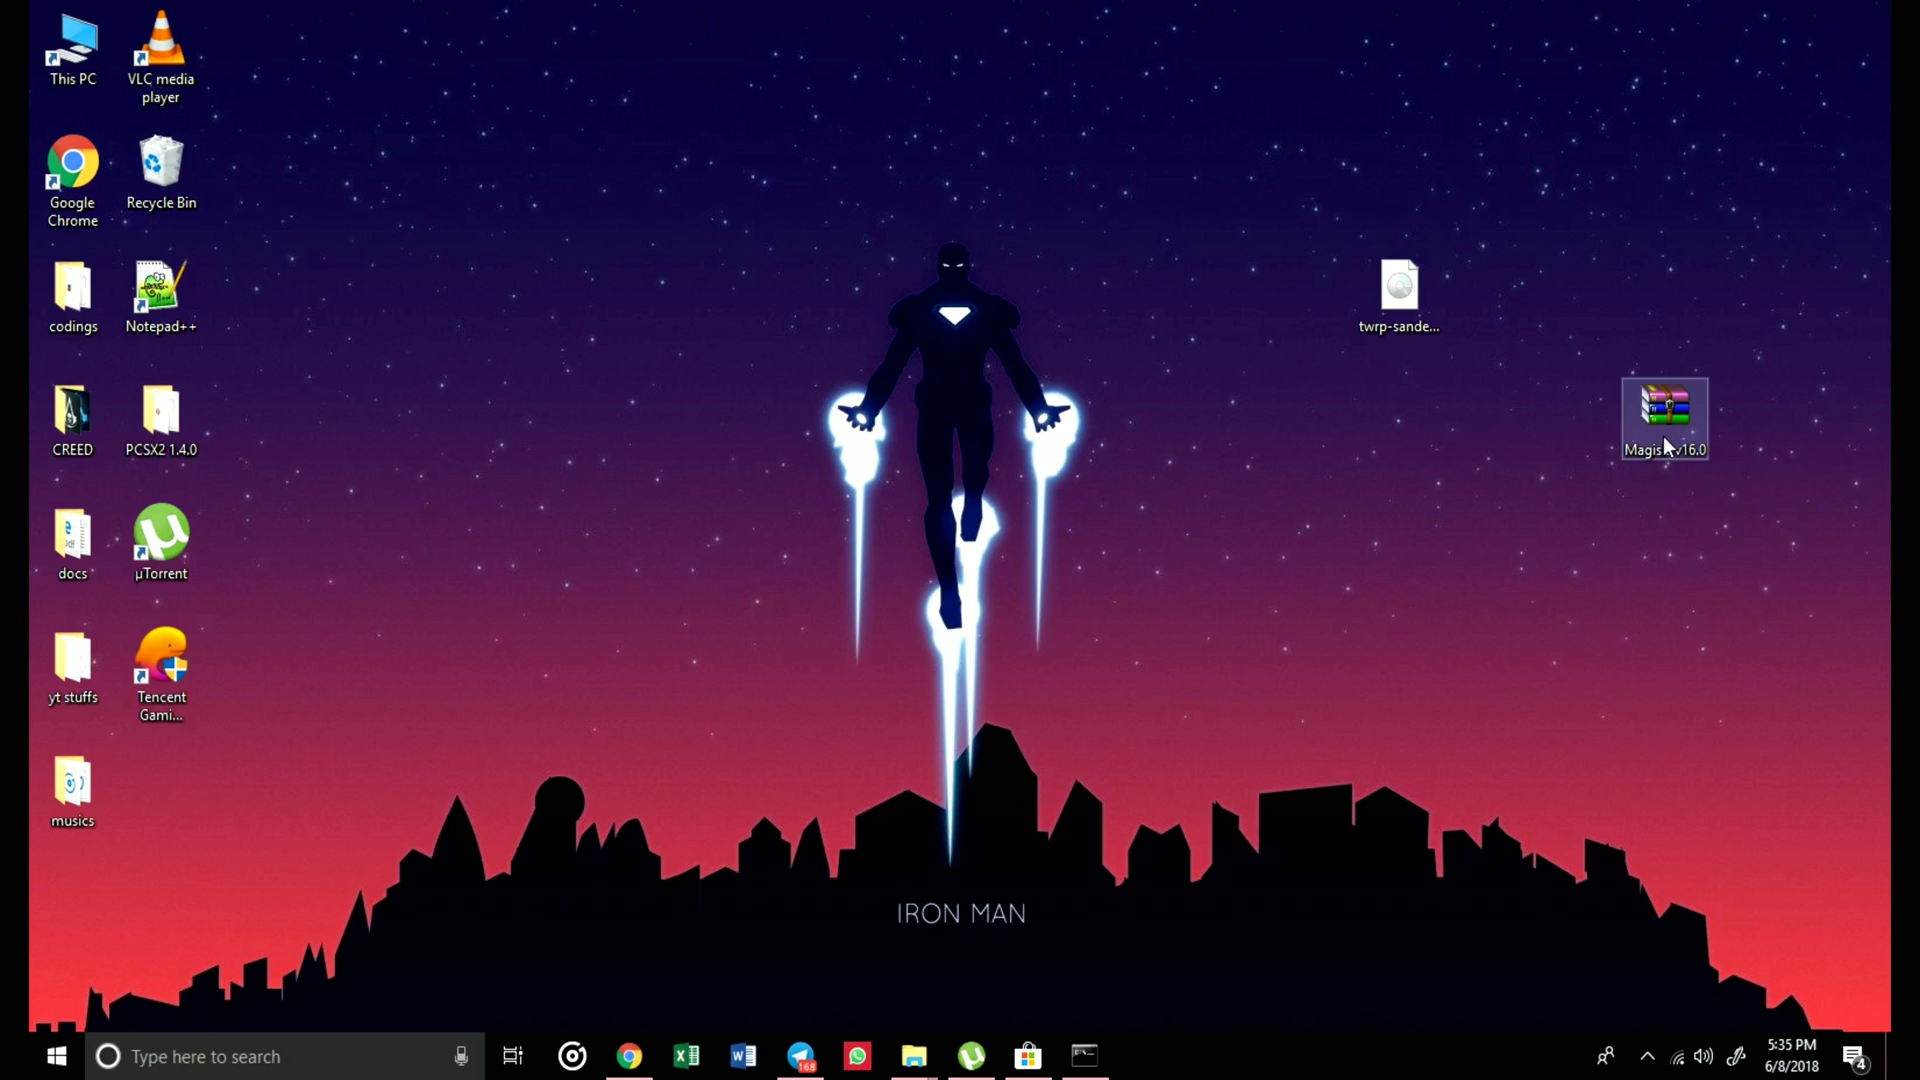 This PC
VLC media
player
Google
Chrome
Recycle Bin
codings
Notepad++
twrp-sande...
CREED
PCSX2 1.4.0
v16.0
docs
µTorrent
yt stuffs
Tencent
Gami...
musics
IRON MAN
Type here to search
168
5:35 PM
6/8/2018
4